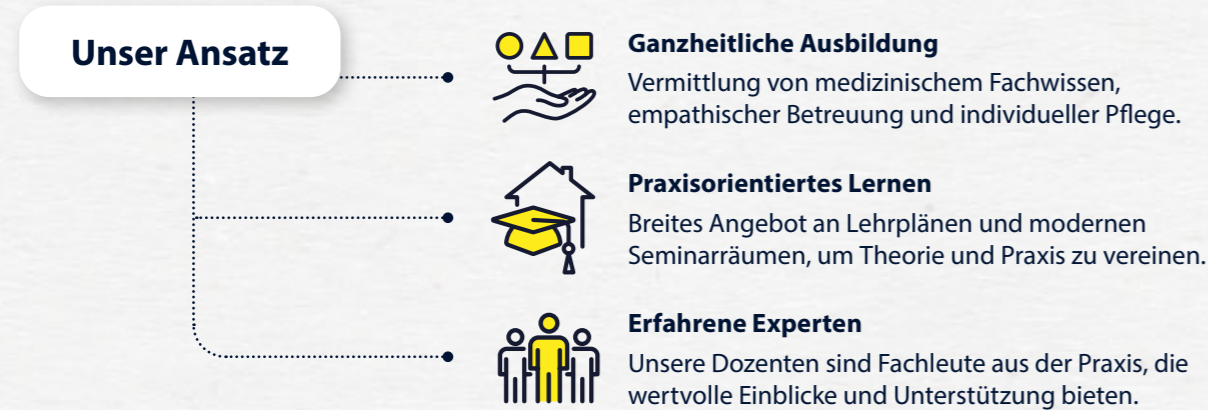 Unser Ansatz
Ganzheitliche Ausbildung
Vermittlung von medizinischem Fachwissen,
empathischer Betreuung und individueller Pflege.
Praxisorientiertes Lernen
Breites Angebot an Lehrplänen und modernen
Seminarräumen, um Theorie und Praxis zu vereinen.
Erfahrene Experten
Unsere Dozenten sind Fachleute aus der Praxis, die
wertvolle Einblicke und Unterstützung bieten.